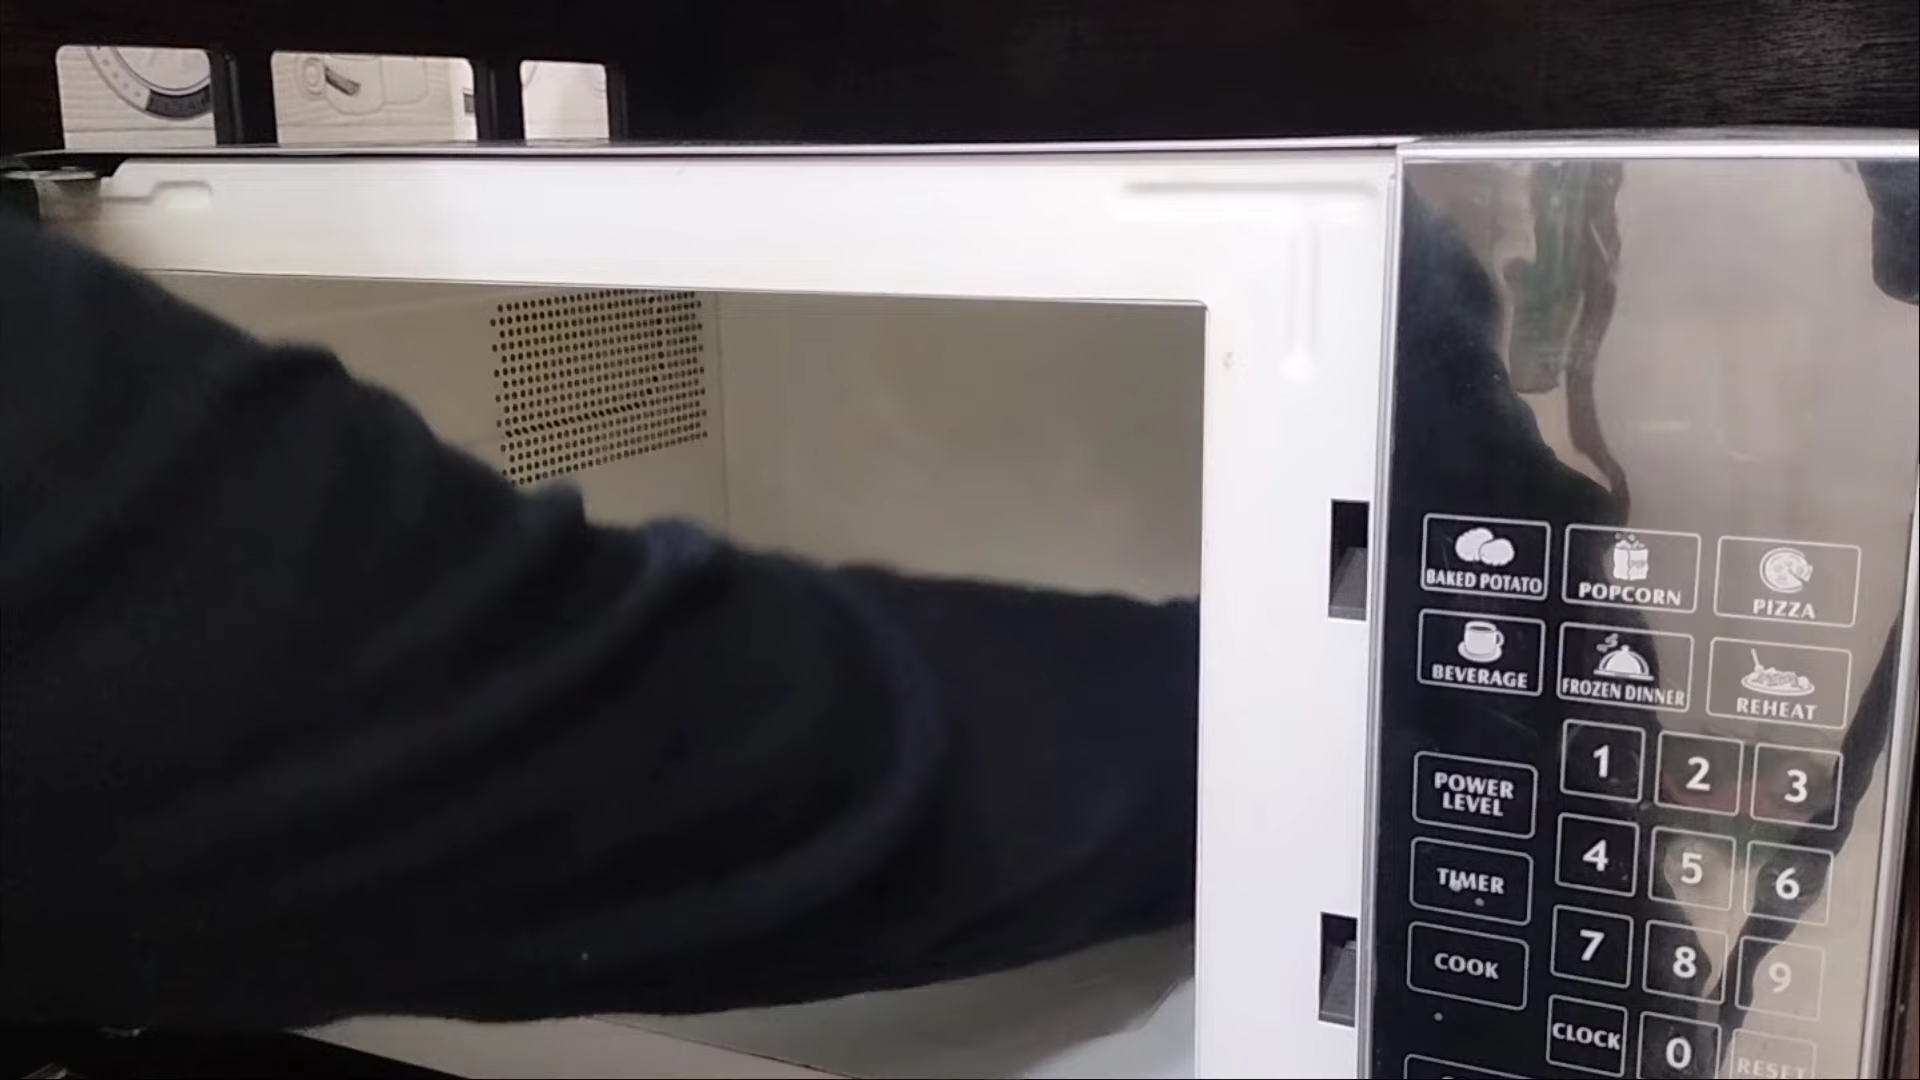 BAKED POTATO
POPCORN
PIZZA
BEVERAGE
FROZEN DINNER
REHEAT
POWER
LEVEL
1
2
3
TIMER
4
5
6
COOK
7
8
9
CLOCK
0
RESET